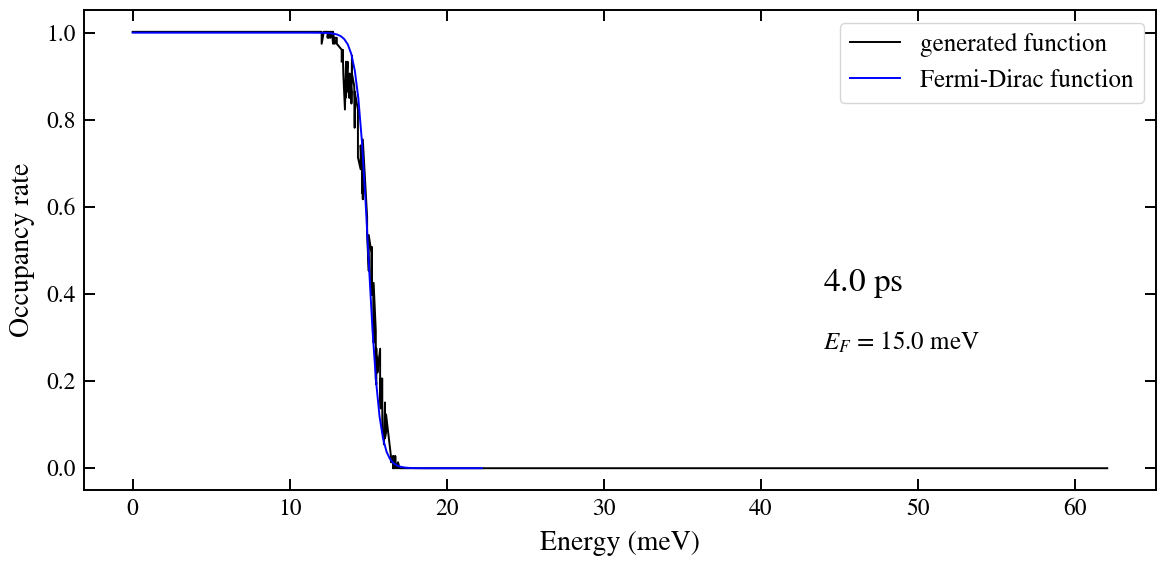 generated function
Fermi-Dirac function
Occupancy rate
1.0
0.8
0.6
0.4
0.2
0.0
4.0 ps
E_F = 15.0 meV
0 10 20 30 40 50 60
Energy (meV)